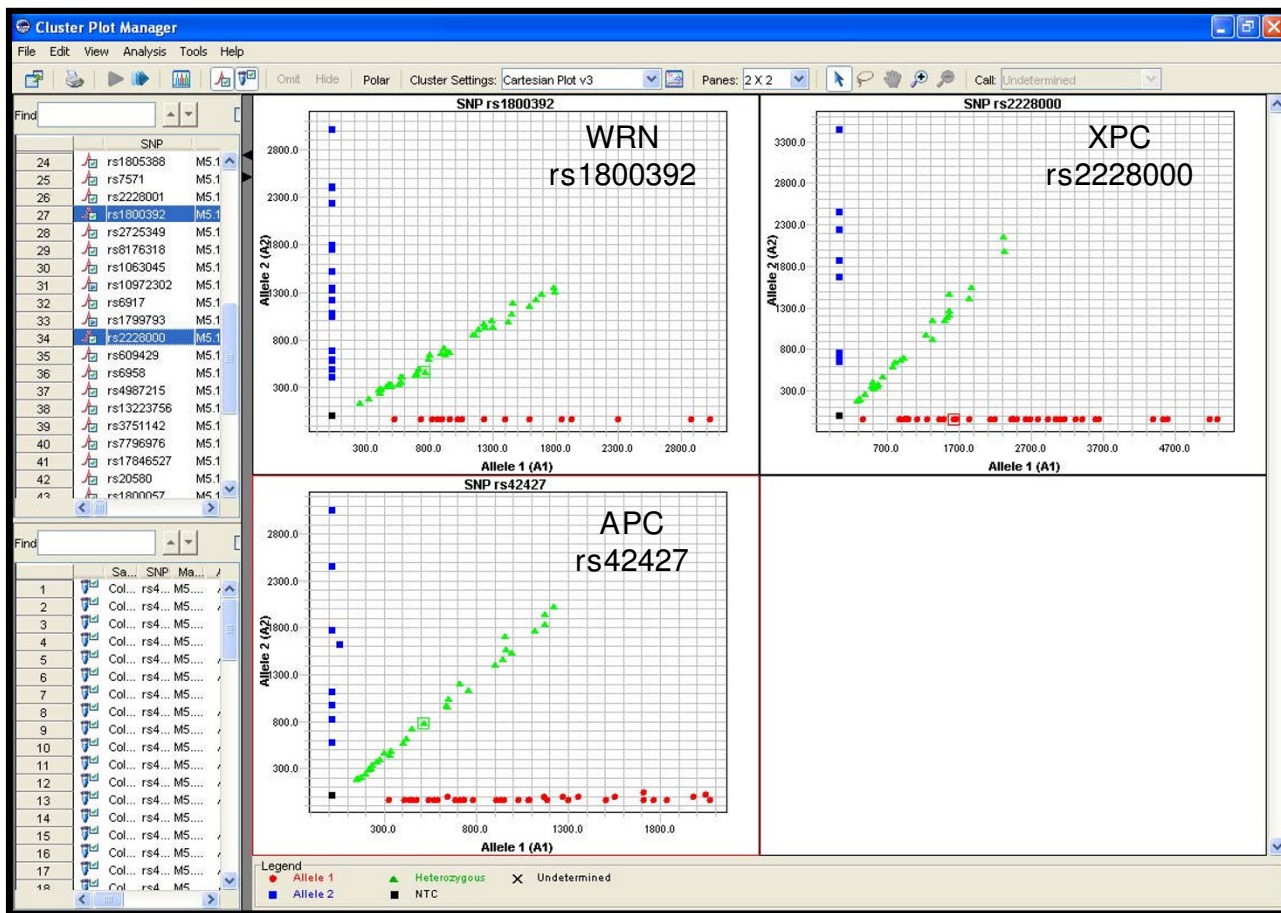 Cluster Plot Manager
File Edit View Analysis Tools Help
Omit Hide Polar Cluster Settings: Cartesian Plot v3 Panes: 2 X 2 Call: Undetermined
Find
SNP
24 rs1805388 M5.1
25 rs7571 M5.1
26 rs2228001 M5.1
27 rs1800392 M5.1
28 rs2725349 M5.1
29 rs8176318 M5.1
30 rs1063045 M5.1
31 rs10972302 M5.1
32 rs6917 M5.1
33 rs1799793 M5.1
34 rs2228000 M5.1
35 rs609429 M5.1
36 rs6958 M5.1
37 rs4987215 M5.1
38 rs13223756 M5.1
39 rs3751142 M5.1
40 rs7796976 M5.1
41 rs17846527 M5.1
42 rs20580 M5.1
43 rs1800057 M5.1
Find
Sa... SNP Ma...
1 Col... rs4... M5....
2 Col... rs4... M5....
3 Col... rs4... M5....
4 Col... rs4... M5....
5 Col... rs4... M5....
6 Col... rs4... M5....
7 Col... rs4... M5....
8 Col... rs4... M5....
9 Col... rs4... M5....
10 Col... rs4... M5....
11 Col... rs4... M5....
12 Col... rs4... M5....
13 Col... rs4... M5....
14 Col... rs4... M5....
15 Col... rs4... M5....
16 Col... rs4... M5....
17 Col... rs4... M5....
18 Col... rs4... M5....
SNP rs1800392
WRN
rs1800392
Allele 2 (A2)
2800.0
2300.0
1800.0
1300.0
800.0
300.0
300.0 800.0 1300.0 1800.0 2300.0 2800.0
Allele 1 (A1)
SNP rs2228000
XPC
rs2228000
Allele 2 (A2)
3300.0
2800.0
2300.0
1800.0
1300.0
800.0
300.0
700.0 1700.0 2700.0 3700.0 4700.0
Allele 1 (A1)
SNP rs42427
APC
rs42427
Allele 2 (A2)
2800.0
2300.0
1800.0
1300.0
800.0
300.0
300.0 800.0 1300.0 1800.0
Allele 1 (A1)
Legend
Allele 1 Heterozygous Undetermined
Allele 2 NTC